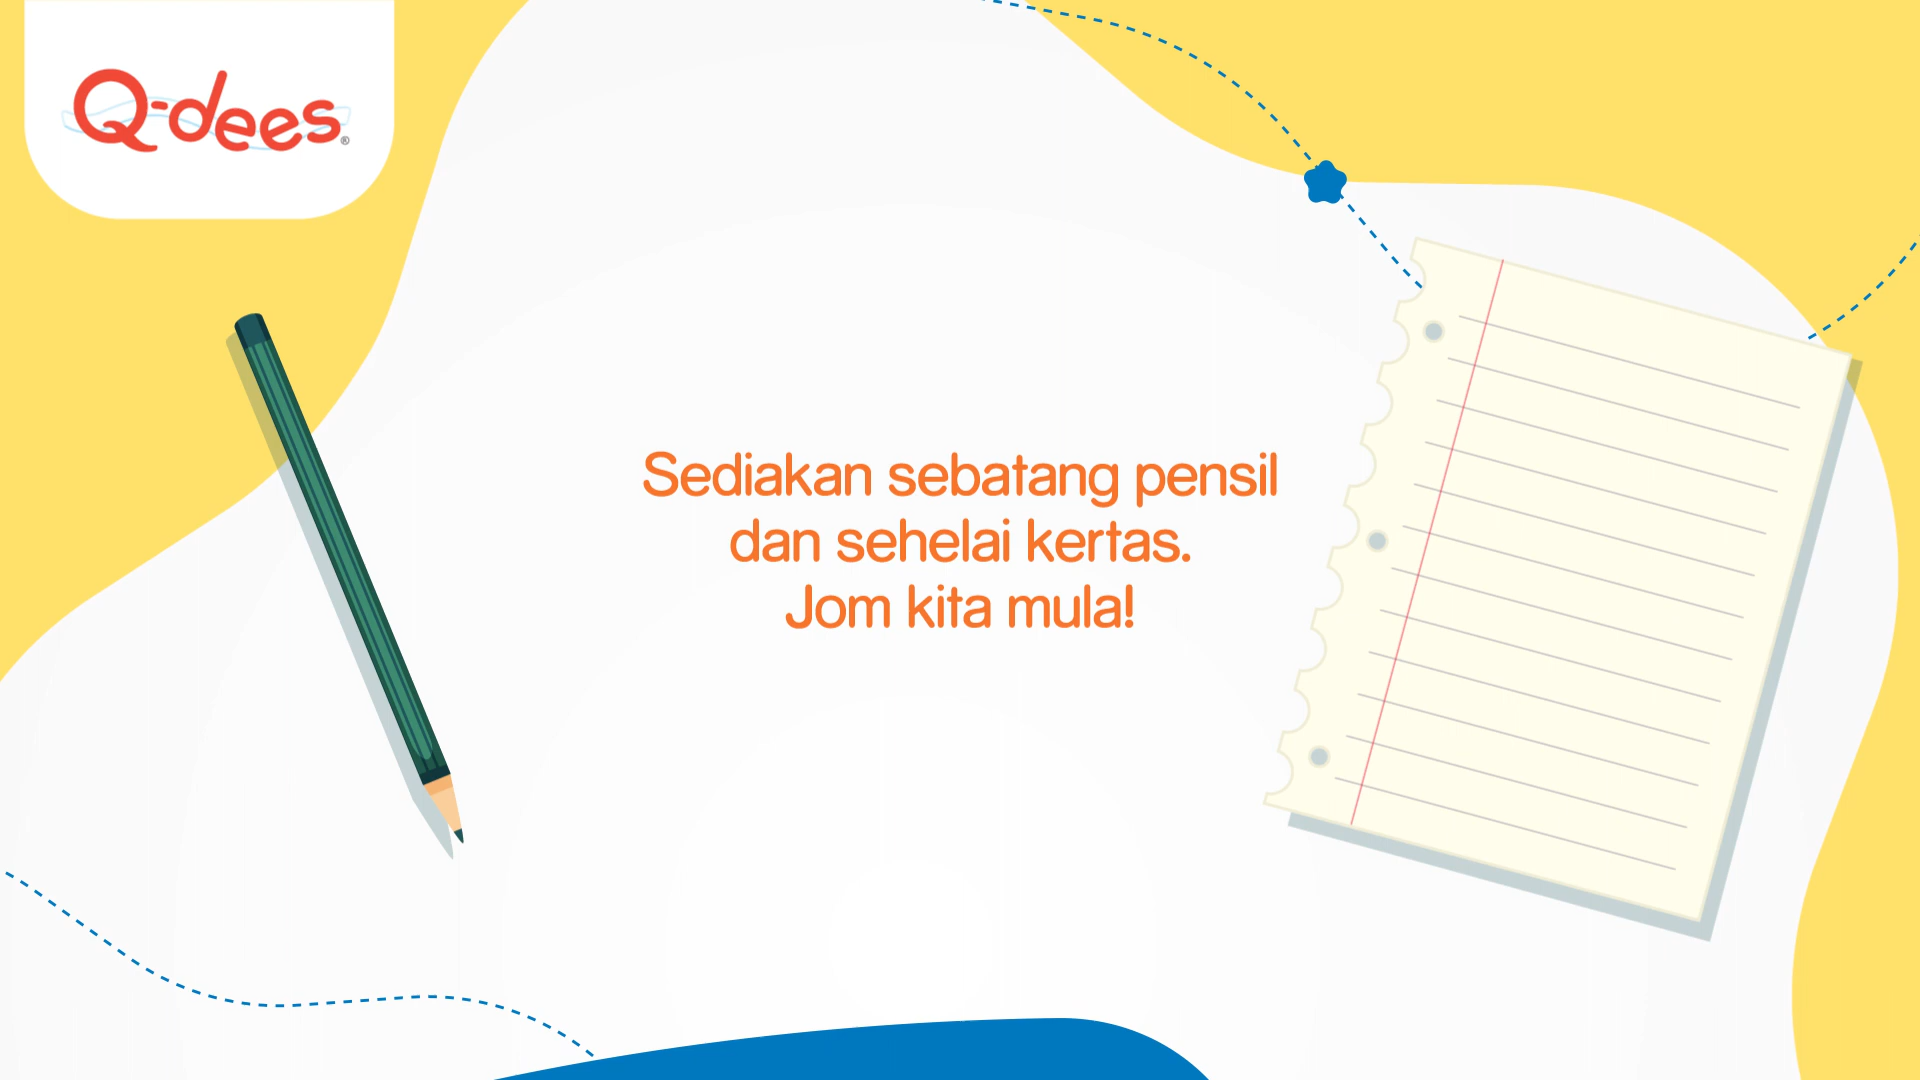 Q-dees®
Sediakan sebatang pensil
dan sehelai kertas.
Jom kita mula!